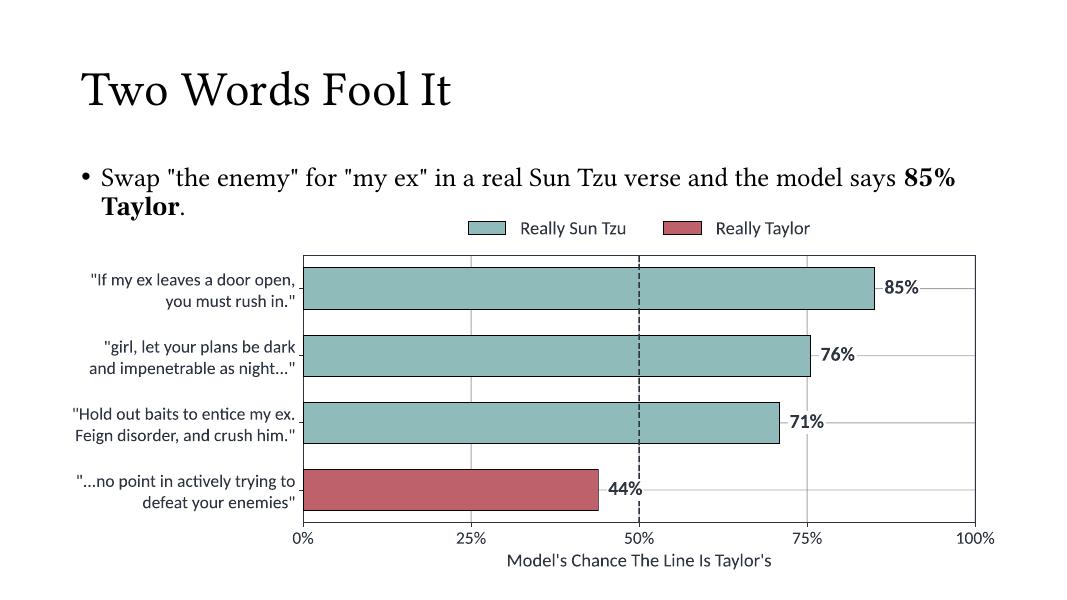 Two Words Fool It
• Swap "the enemy" for "my ex" in a real Sun Tzu verse and the model says 85%
Taylor.
Really Sun Tzu Really Taylor
"If my ex leaves a door open,
you must rush in."
85%
"girl, let your plans be dark
and impenetrable as night..."
76%
"Hold out baits to entice my ex.
Feign disorder, and crush him."
71%
"...no point in actively trying to
defeat your enemies"
44%
0% 25% 50% 75% 100%
Model's Chance The Line Is Taylor's